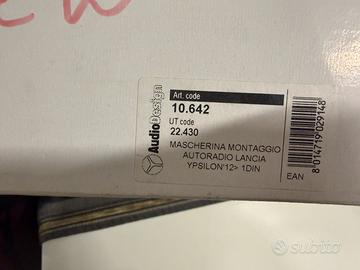 AudioDesign
Art. code
10.642
UT code
22.430
MASCHERINA MONTAGGIO
AUTORADIO LANCIA
YPSILON'12> 1DIN
EAN
8 014719 029148
subito